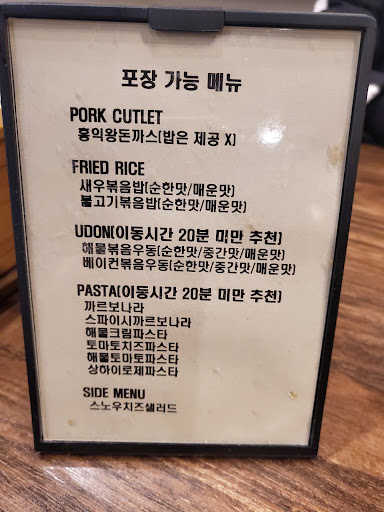 포장 가능 메뉴
PORK CUTLET
홍익왕돈까스(밥은 제공 X)
FRIED RICE
새우볶음밥(순한맛/매운맛)
불고기볶음밥(순한맛/매운맛)
UDON(이동시간 20분 미만 추천)
해물볶음우동(순한맛/중간맛/매운맛)
베이컨볶음우동(순한맛/중간맛/매운맛)
PASTA(이동시간 20분 미만 추천)
까르보나라
스파이시까르보나라
해물크림파스타
토마토치즈파스타
해물토마토파스타
상하이로제파스타
SIDE MENU
스노우치즈샐러드